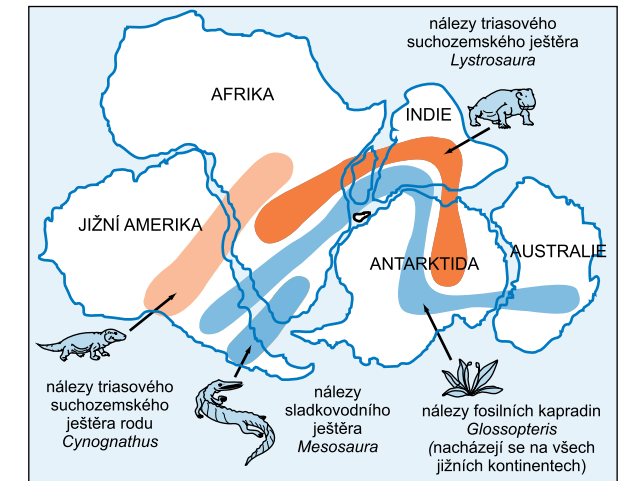 nálezy triasového
suchozemského ještěra
Lystrosaura
AFRIKA
INDIE
JIŽNÍ AMERIKA
ANTARKTIDA
AUSTRALIE
nálezy triasového
suchozemského
ještěra rodu
Cynognathus
nálezy
sladkovodního
ještěra
Mesosaura
nálezy fosilních kapradin
Glossopteris
(nacházejí se na všech
jižních kontinentech)